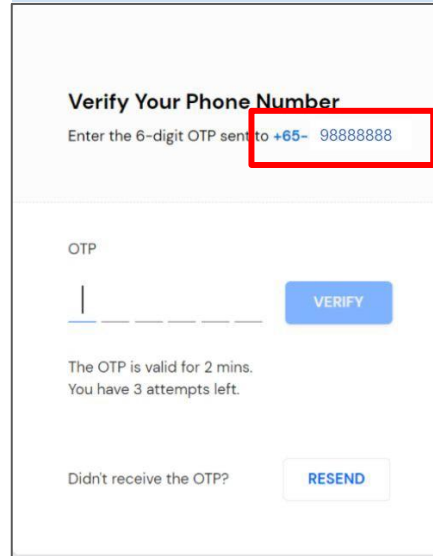 Verify Your Phone Number
Enter the 6-digit OTP sent to +65- 98888888
OTP
VERIFY
The OTP is valid for 2 mins.
You have 3 attempts left.
Didn't receive the OTP? RESEND